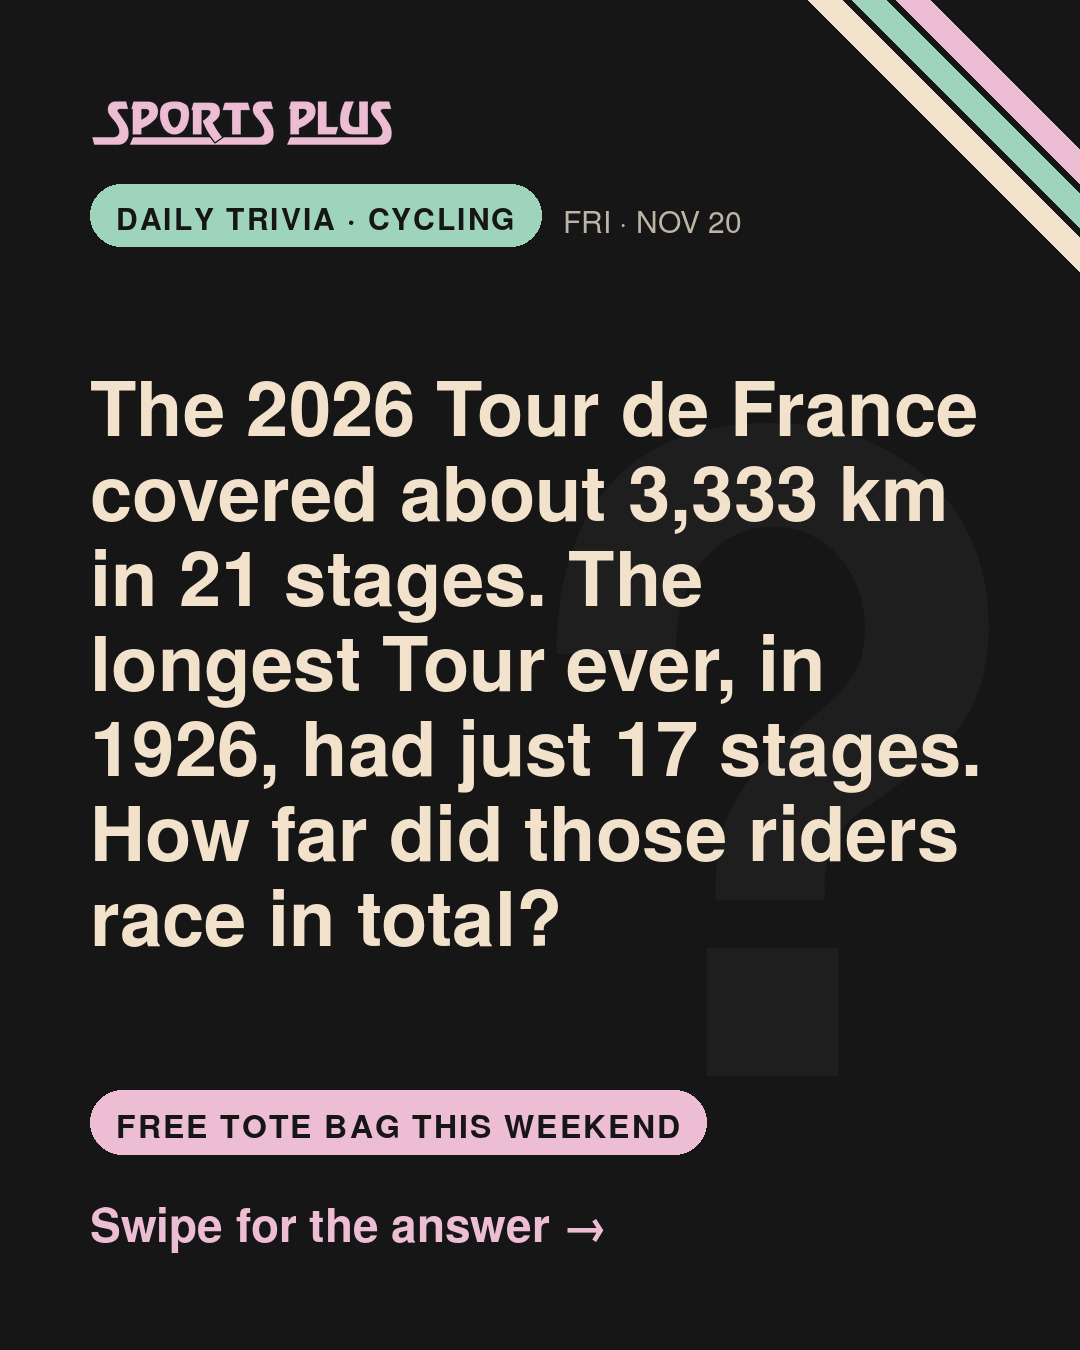 SPORTS PLUS
DAILY TRIVIA · CYCLING
FRI · NOV 20
The 2026 Tour de France
covered about 3,333 km
in 21 stages. The
longest Tour ever, in
1926, had just 17 stages.
How far did those riders
race in total?
?
FREE TOTE BAG THIS WEEKEND
Swipe for the answer →